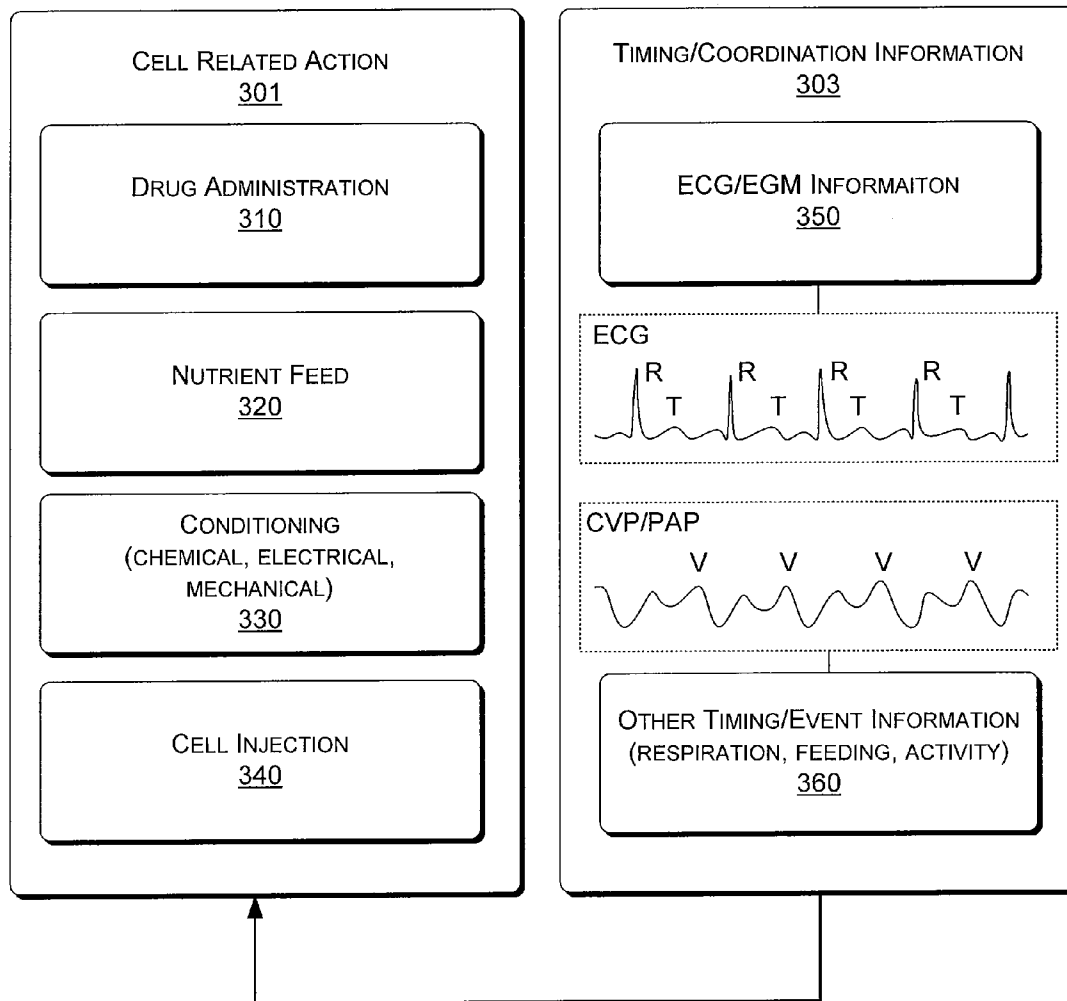 CELL RELATED ACTION
301
DRUG ADMINISTRATION
310
NUTRIENT FEED
320
CONDITIONING
(CHEMICAL, ELECTRICAL,
MECHANICAL)
330
CELL INJECTION
340
TIMING/COORDINATION INFORMATION
303
ECG/EGM INFORMAITON
350
ECG
R R R R
T T T T
CVP/PAP
V V V V
OTHER TIMING/EVENT INFORMATION
(RESPIRATION, FEEDING, ACTIVITY)
360